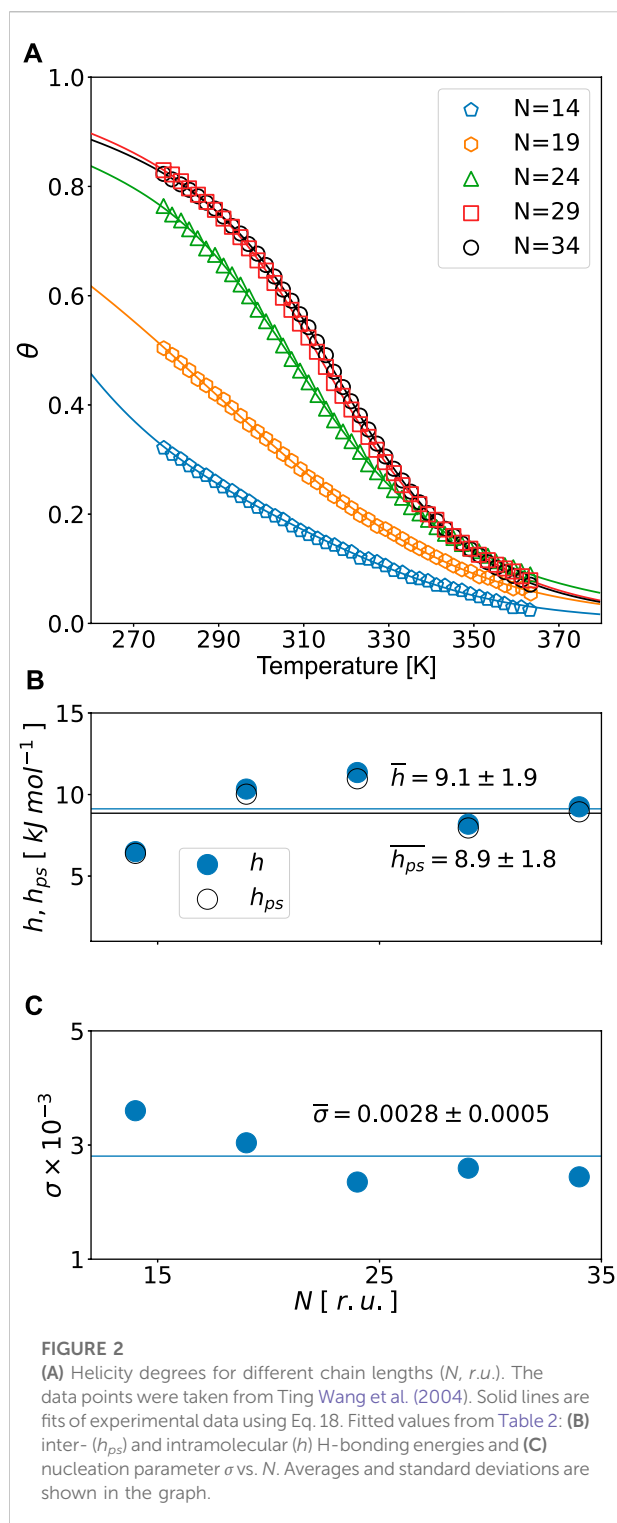 A
1.0
0.8
0.6
0.4
0.2
0.0
θ
N=14
N=19
N=24
N=29
N=34
270 290 310 330 350 370
Temperature [K]
B
15
10
5
h, h_ps [ kJ mol⁻¹ ]
h̅ = 9.1 ± 1.9
h̅_p̅s̅ = 8.9 ± 1.8
h
h_ps
C
5
3
1
σ × 10⁻³
σ̅ = 0.0028 ± 0.0005
15 25 35
N [ r.u. ]
FIGURE 2
(A) Helicity degrees for different chain lengths (N, r.u.). The
data points were taken from Ting Wang et al. (2004). Solid lines are
fits of experimental data using Eq. 18. Fitted values from Table 2: (B)
inter- (h_ps) and intramolecular (h) H-bonding energies and (C)
nucleation parameter σ vs. N. Averages and standard deviations are
shown in the graph.